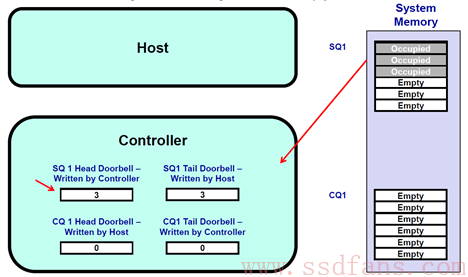 System
Memory
Host
SQ1
Occupied
Occupied
Occupied
Empty
Empty
Empty
Controller
SQ 1 Head Doorbell –
Written by Controller
3
SQ1 Tail Doorbell –
Written by Host
3
CQ 1 Head Doorbell –
Written by Host
0
CQ1 Tail Doorbell –
Written by Controller
0
CQ1
Empty
Empty
Empty
Empty
Empty
Empty
www.ssdfans.com